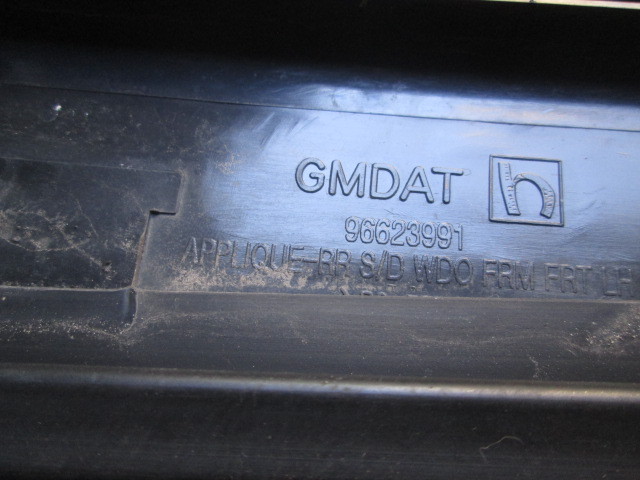 GMDAT
96623991
APPLIQUE-RR S/D WDO FRM FRT LH